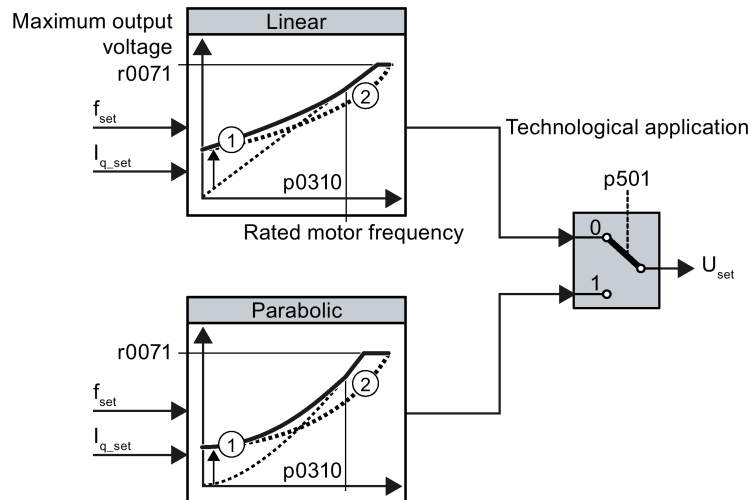 Maximum output
voltage
r0071
Linear
1
2
f_set
I_q_set
p0310
Rated motor frequency
Technological application
p501
0
1
U_set
Parabolic
r0071
1
2
f_set
I_q_set
p0310